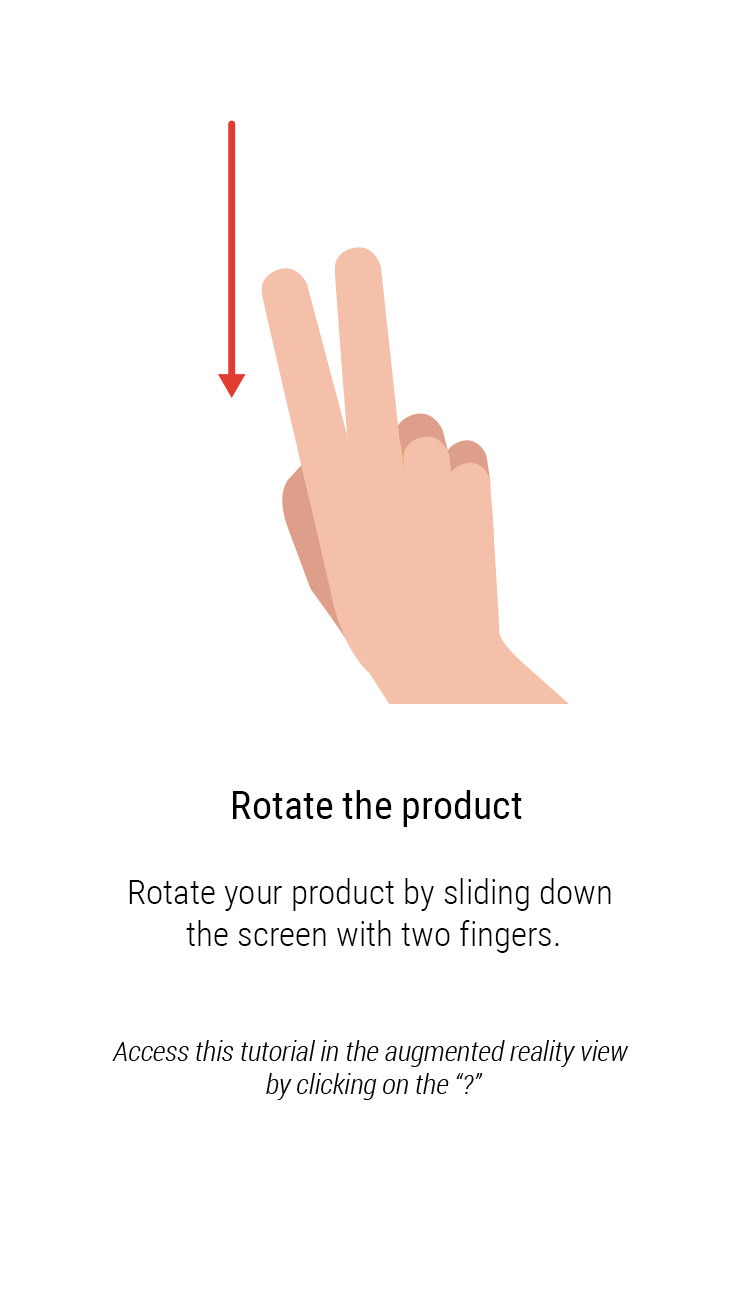 Rotate the product
Rotate your product by sliding down
the screen with two fingers.
Access this tutorial in the augmented reality view
by clicking on the “?”